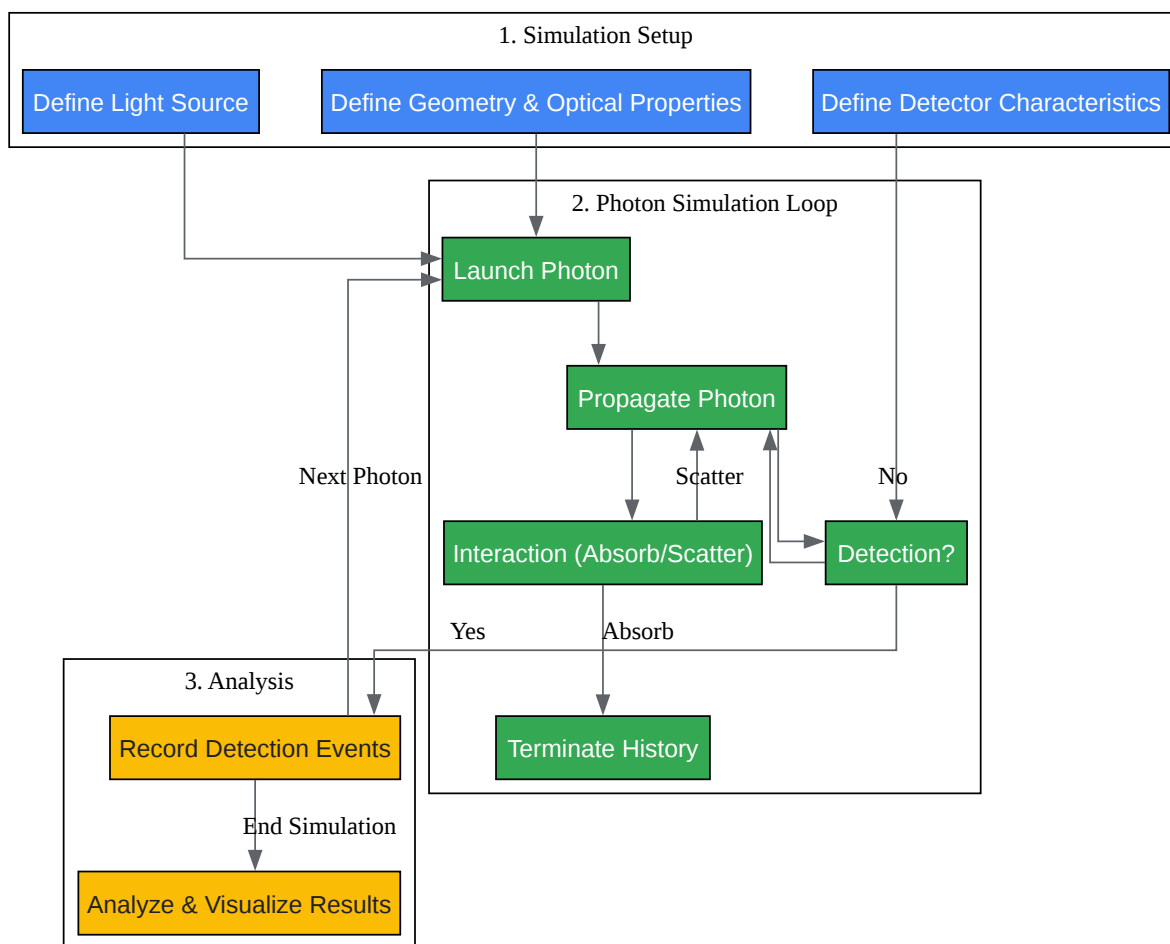 1. Simulation Setup
Define Light Source
Define Geometry & Optical Properties
Define Detector Characteristics
2. Photon Simulation Loop
Launch Photon
Propagate Photon
Next Photon
Scatter
No
Interaction (Absorb/Scatter)
Detection?
Yes
Absorb
3. Analysis
Record Detection Events
Terminate History
End Simulation
Analyze & Visualize Results